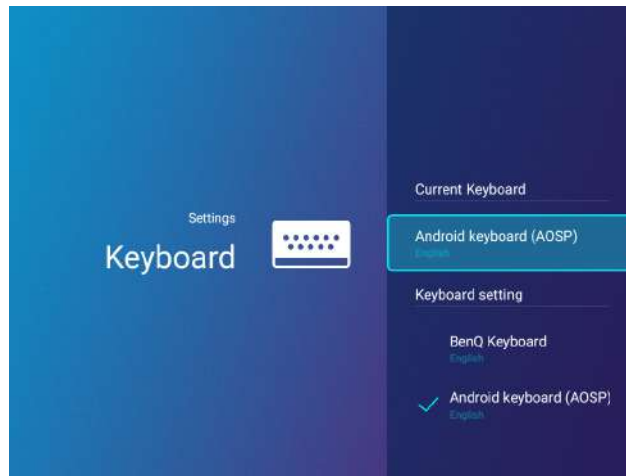 Settings
Keyboard
Current Keyboard
Android keyboard (AOSP)
English
Keyboard setting
BenQ Keyboard
English
Android keyboard (AOSP)
English